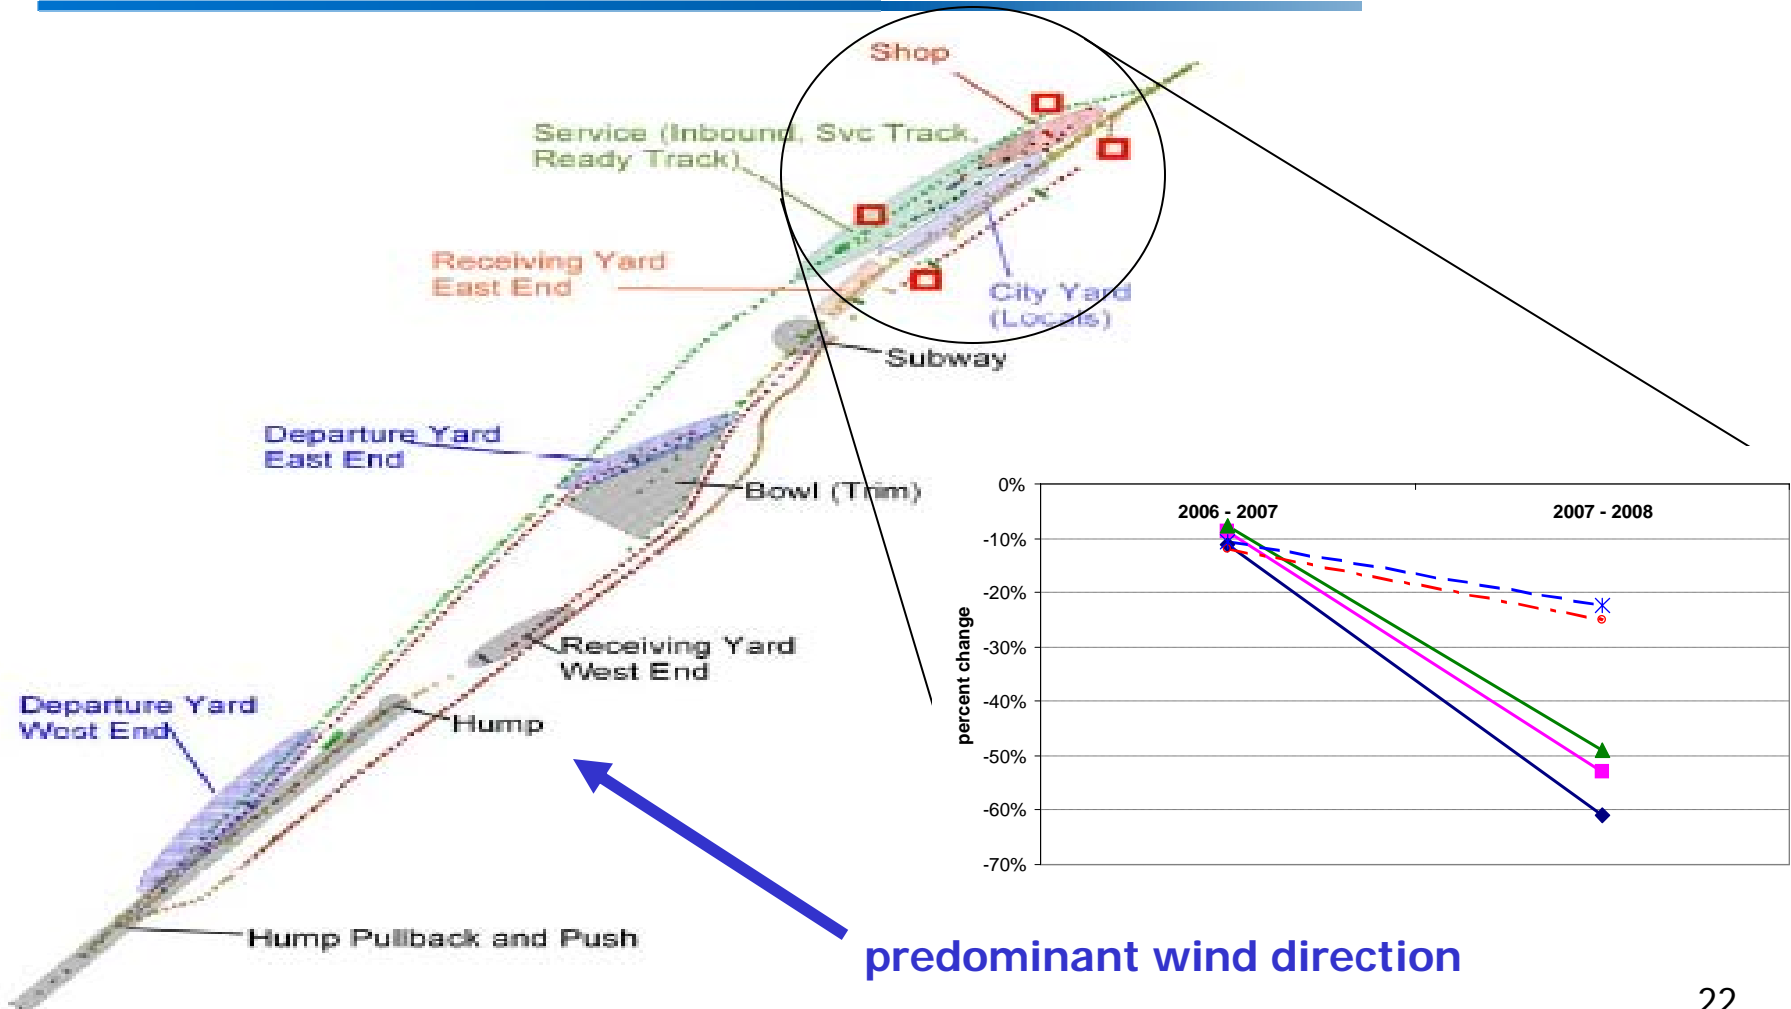 Shop
Service (Inbound, Svc Track,
Ready Track)
Receiving Yard
East End
City Yard
(Locals)
Subway
Departure Yard
East End
Bowl (Trim)
0%
2006 - 2007
2007 - 2008
-10%
-20%
-30%
-40%
-50%
-60%
-70%
percent change
Receiving Yard
West End
Departure Yard
West End
Hump
Hump Pullback and Push
predominant wind direction
22